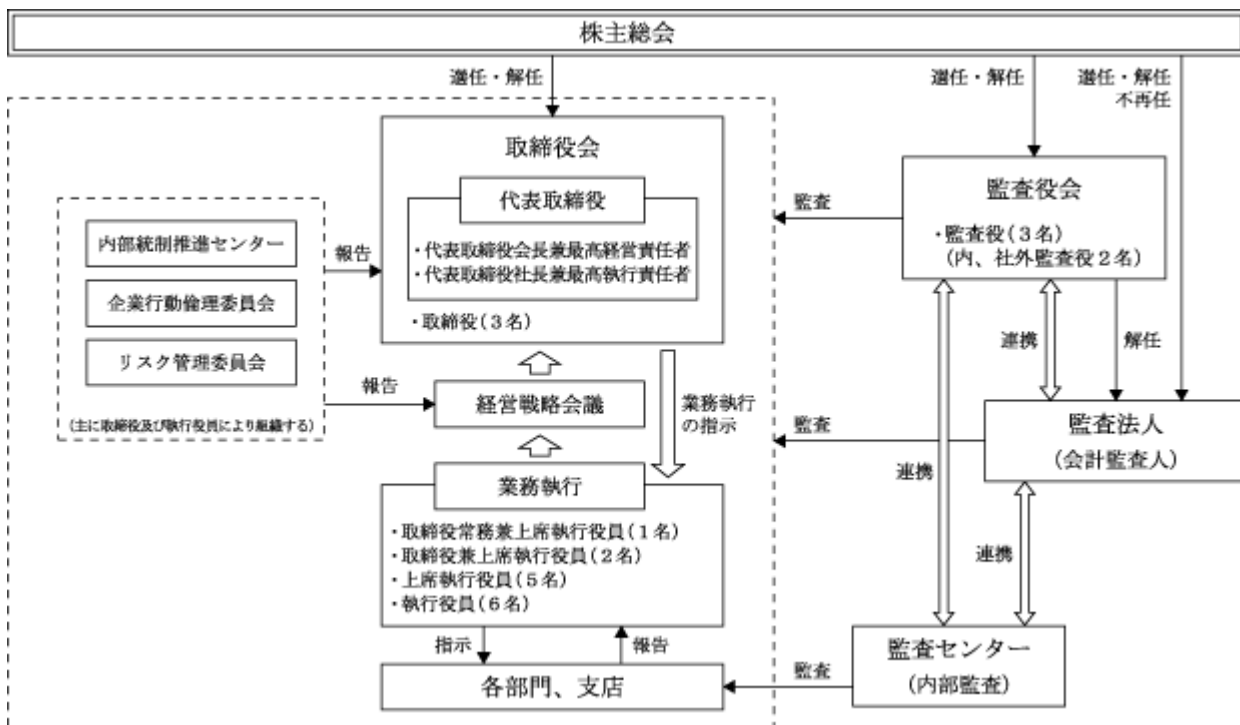 株主総会
選任・解任
選任・解任
選任・解任
不再任
取締役会
代表取締役
・代表取締役会長兼最高経営責任者
・代表取締役社長兼最高執行責任者
・取締役(3名)
監査役会
・監査役(3名)
(内、社外監査役2名)
監査
内部統制推進センター
企業行動倫理委員会
リスク管理委員会
(主に取締役及び執行役員により組織する)
報告
報告
経営戦略会議
業務執行
の指示
連携
解任
監査法人
(会計監査人)
監査
連携
業務執行
・取締役常務兼上席執行役員(1名)
・取締役兼上席執行役員(2名)
・上席執行役員(5名)
・執行役員(6名)
連携
指示
報告
各部門、支店
監査
監査センター
(内部監査)